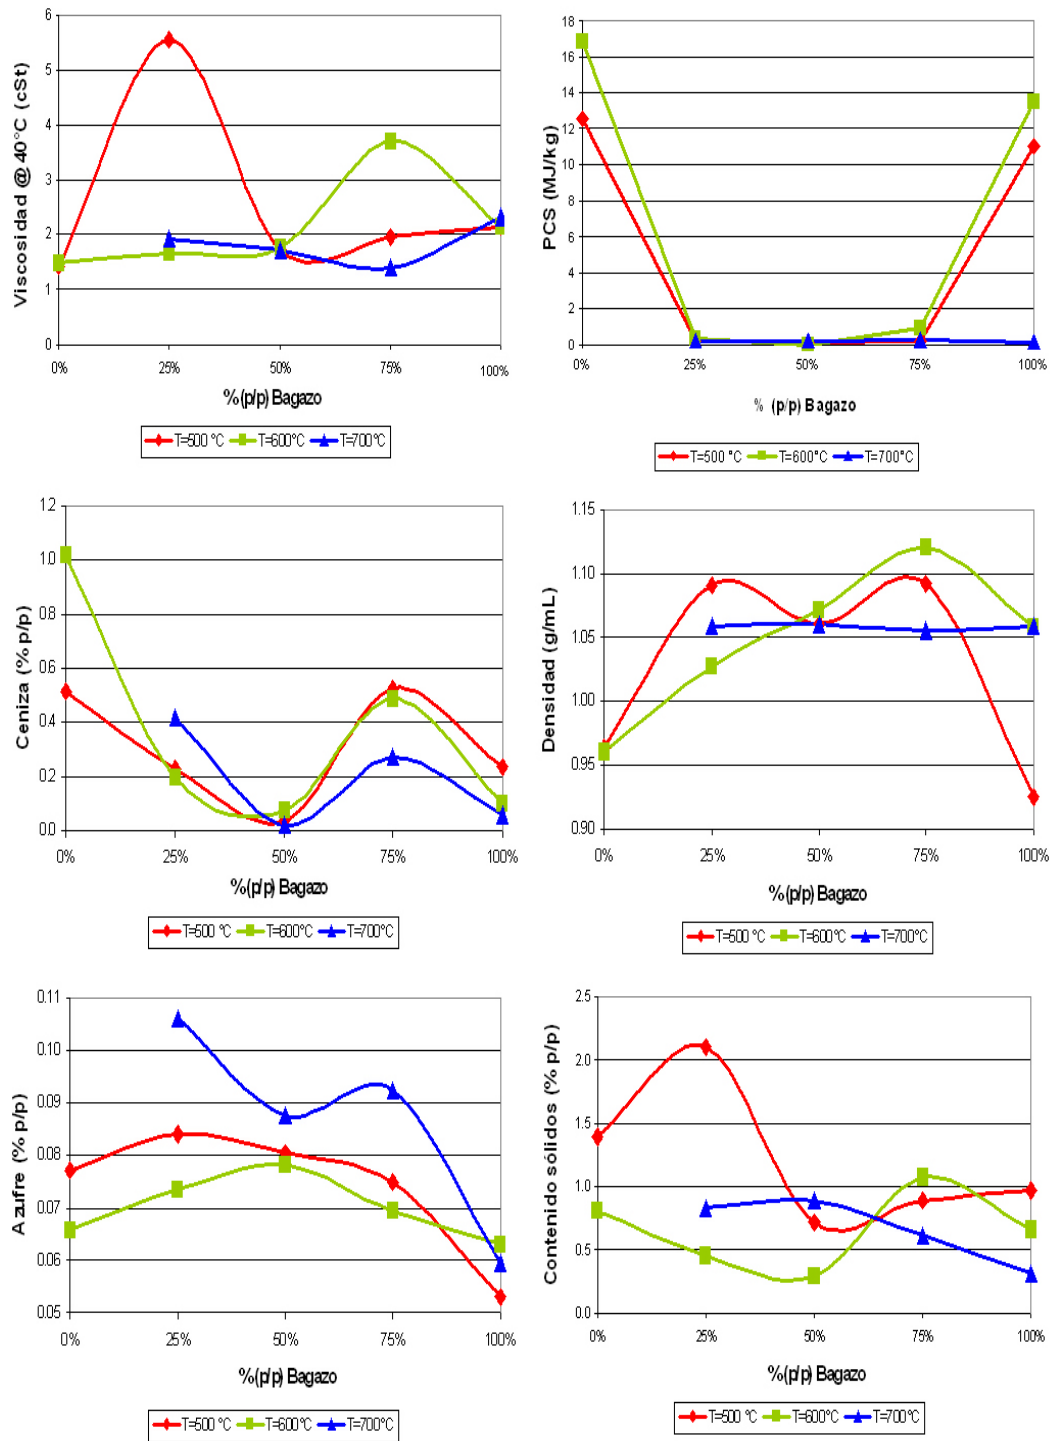 Viscosidad @ 40°C (cSt)
6
5
4
3
2
1
0
0% 25% 50% 75% 100%
%(p/p) Bagazo
T=500 °C T=600°C T=700°C
PCS (MJ/kg)
18
16
14
12
10
8
6
4
2
0
0% 25% 50% 75% 100%
% (p/p) Bagazo
T=500 °C T=600°C T=700°C
Ceniza (% p/p)
1.2
1.0
0.8
0.6
0.4
0.2
0.0
0% 25% 50% 75% 100%
%(p/p) Bagazo
T=500 °C T=600°C T=700°C
Densidad (g/mL)
1.15
1.10
1.05
1.00
0.95
0.90
0% 25% 50% 75% 100%
%(p/p) Bagazo
T=500 °C T=600°C T=700°C
Azufre (% p/p)
0.11
0.10
0.09
0.08
0.07
0.06
0.05
0% 25% 50% 75% 100%
%(p/p) Bagazo
T=500 °C T=600°C T=700°C
Contenido solidos (% p/p)
2.5
2.0
1.5
1.0
0.5
0.0
0% 25% 50% 75% 100%
%(p/p) Bagazo
T=500 °C T=600°C T=700°C